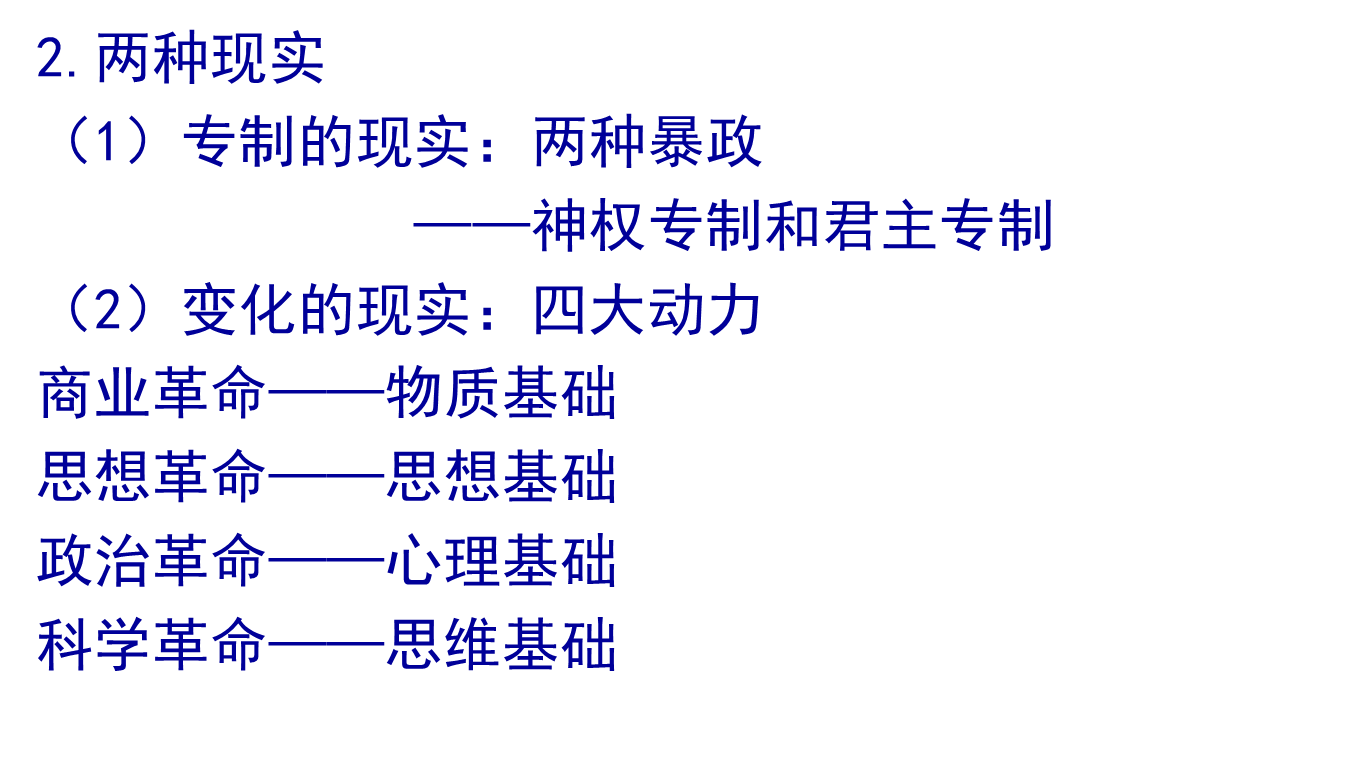 2.两种现实
（1）专制的现实：两种暴政
——神权专制和君主专制
（2）变化的现实：四大动力
商业革命——物质基础
思想革命——思想基础
政治革命——心理基础
科学革命——思维基础